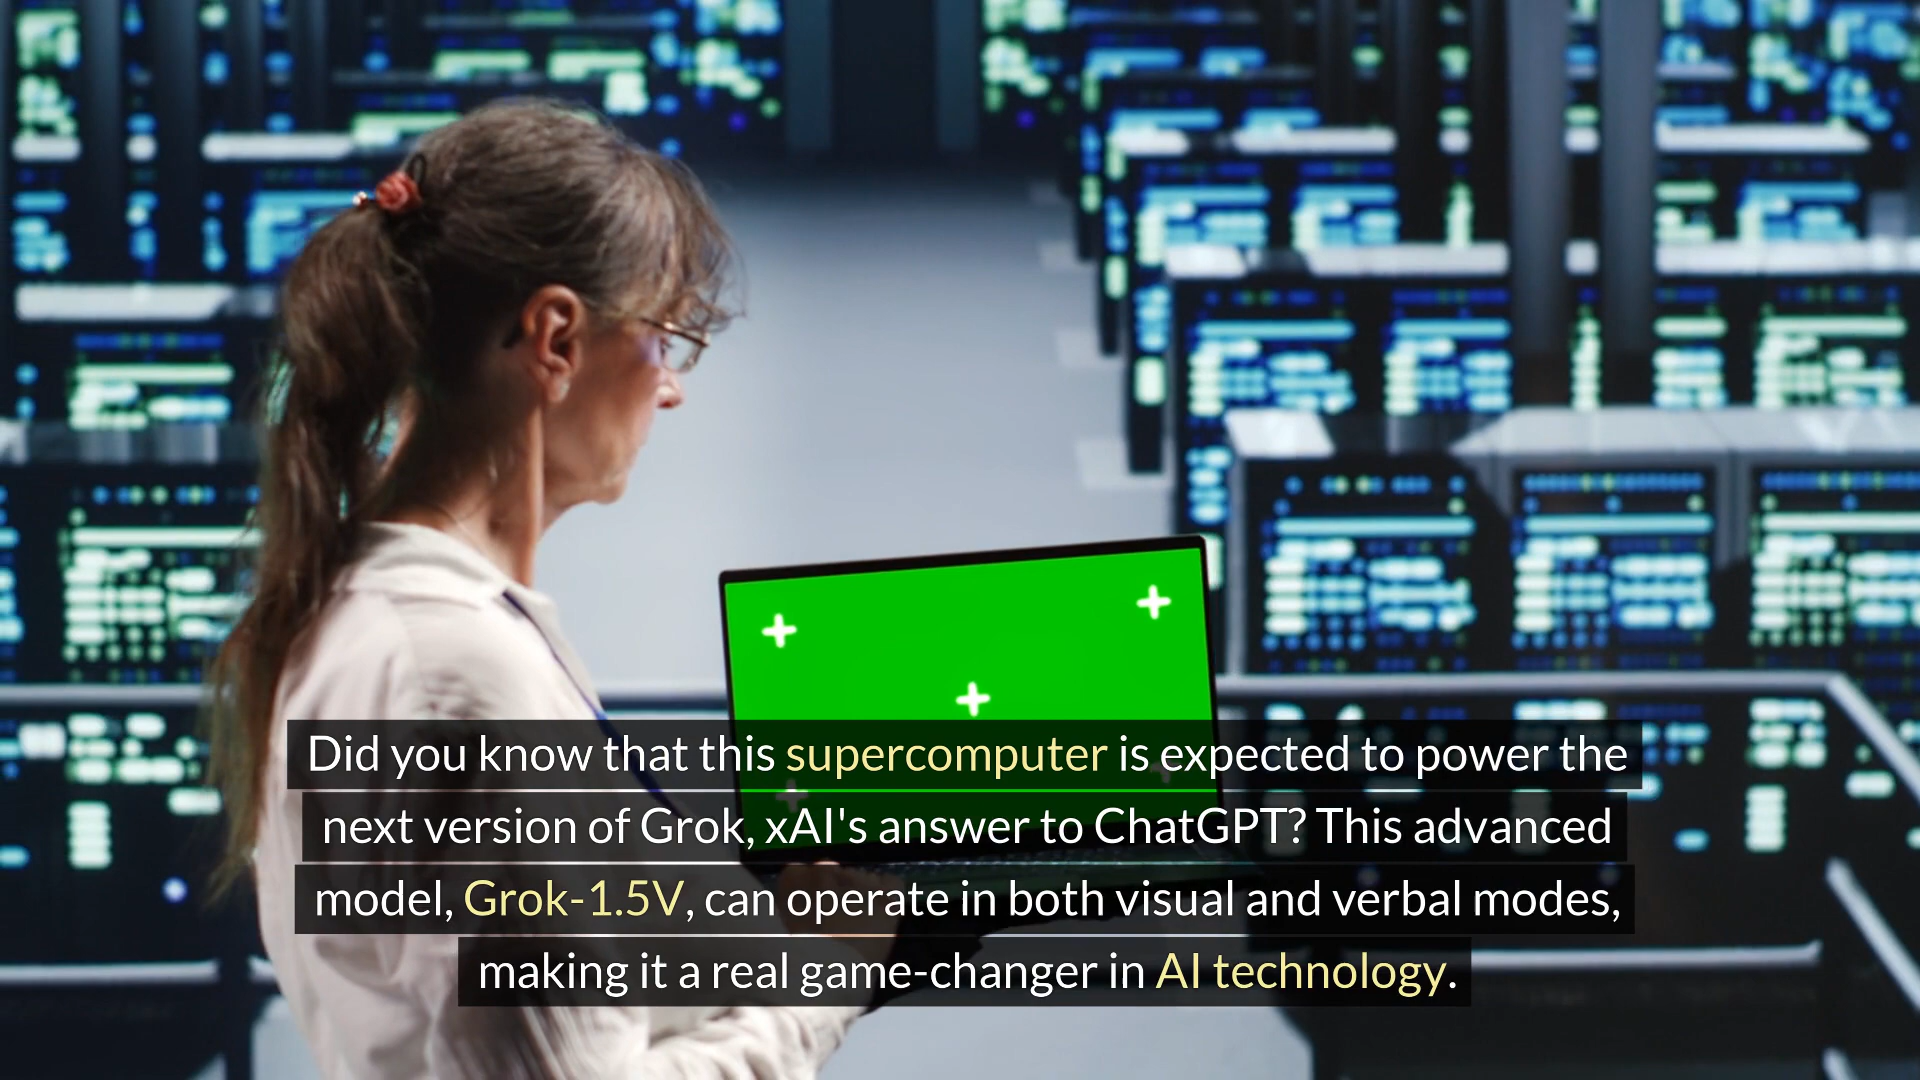 Did you know that this supercomputer is expected to power the
next version of Grok, xAI's answer to ChatGPT? This advanced
model, Grok-1.5V, can operate in both visual and verbal modes,
making it a real game-changer in AI technology.